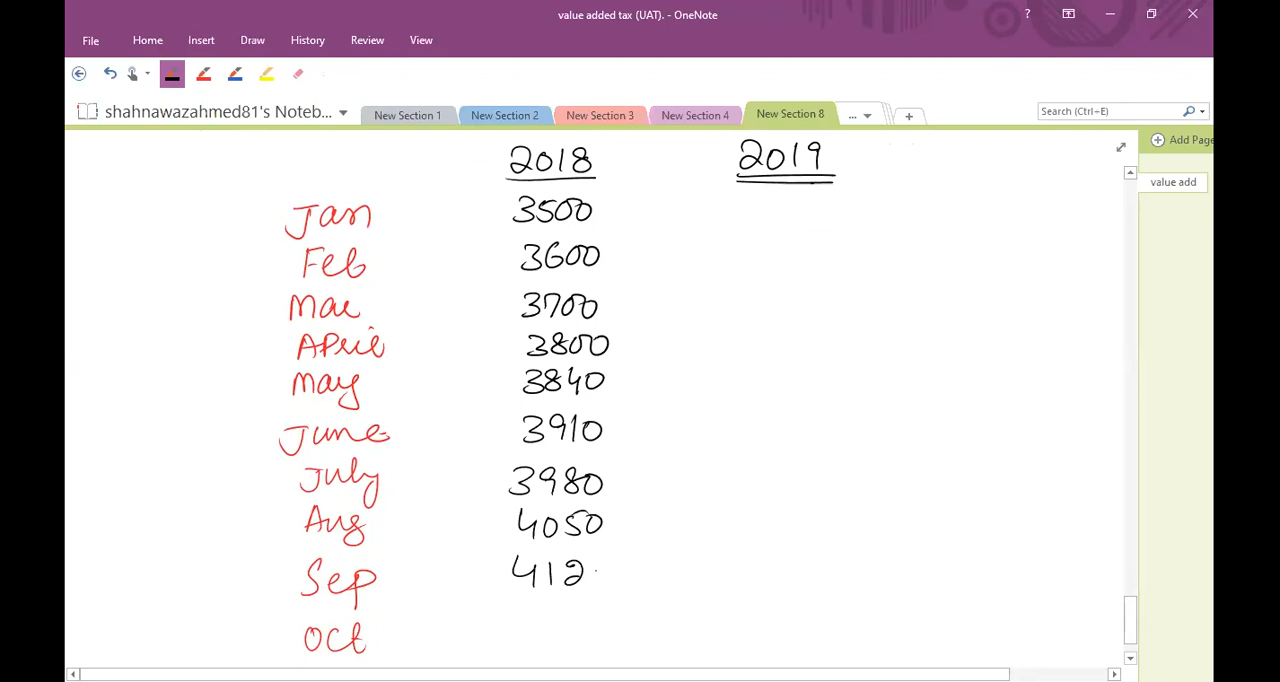 value added tax (UAT). - OneNote
?
File Home Insert Draw History Review View
shahnawazahmed81's Noteb... New Section 1 New Section 2 New Section 3 New Section 4 New Section 8 ... + Search (Ctrl+E)
Add Page
value add
2018 2019
Jan 3500
Feb 3600
Mar 3700
APril 3800
May 3840
June 3910
July 3980
Aug 4050
Sep 412
Oct